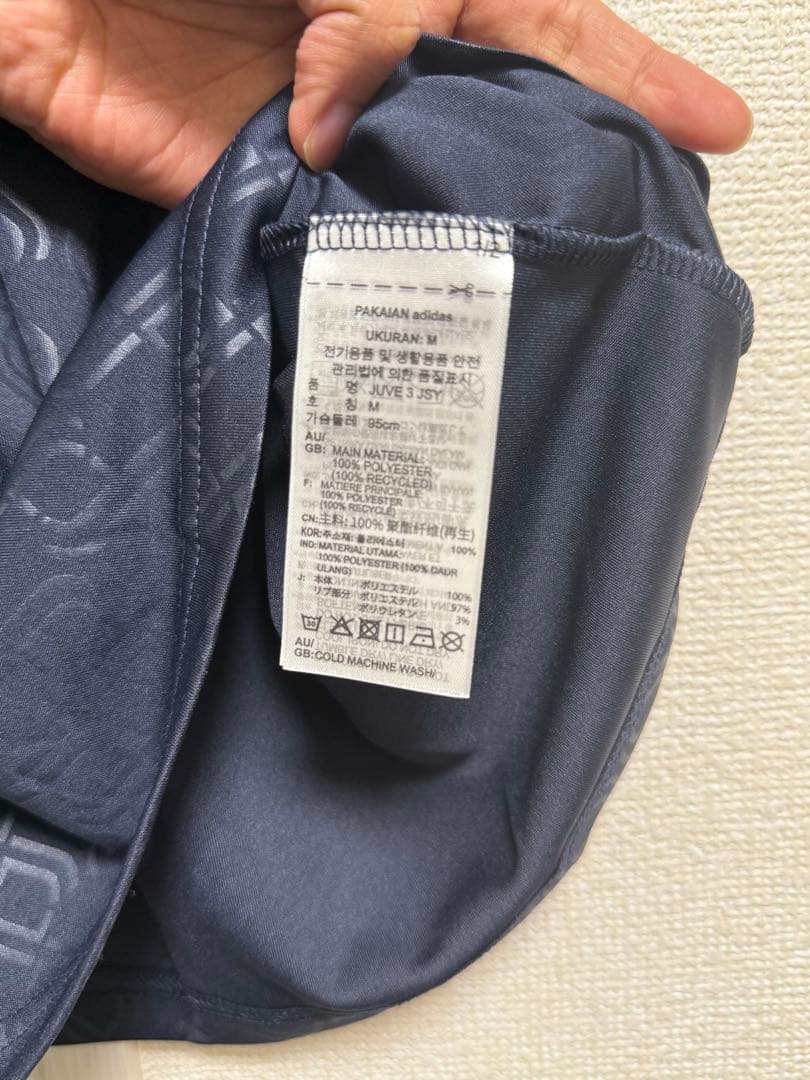 1/2
PAKAIAN adidas
UKURAN: M
전기용품 및 생활용품 안전
관리법에 의한 품질표시
품 명 JUVE 3 JSY
호 칭 M
가슴둘레 95cm
AU/
GB: MAIN MATERIAL:
100% POLYESTER
(100% RECYCLED)
F: MATIERE PRINCIPALE:
100% POLYESTER
(100% RECYCLE)
CN:主料: 100% 聚酯纤维(再生)
KOR:주소재: 폴리에스터 100%
IND: MATERIAL UTAMA:
100% POLYESTER (100% DAUR
ULANG)
J: 本体 ポリエステル 100%
リブ部分 ポリエステル 97%
ポリウレタン 3%
30
AU/
GB: COLD MACHINE WASH/